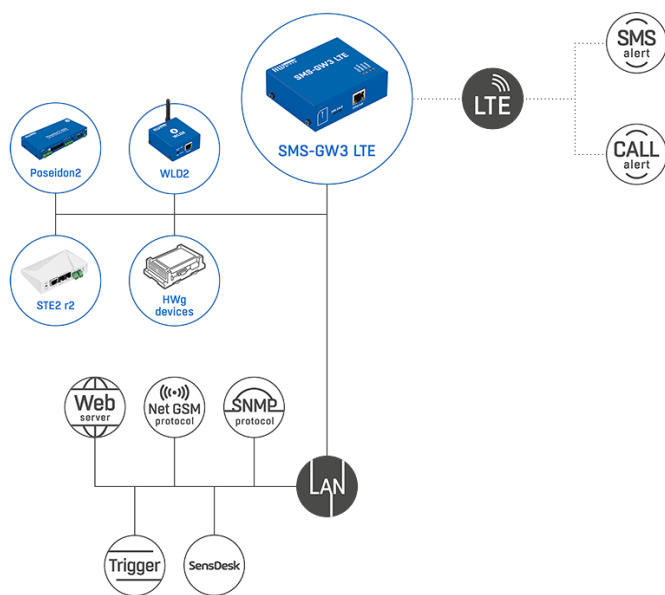 SMS-GW3 LTE
SMS-GW3 LTE
LTE
SMS
alert
CALL
alert
Poseidon2
WLD2
WLD2
STE2 r2
HWg
devices
Web
server
Net GSM
protocol
SNMP
protocol
LAN
Trigger
SensDesk